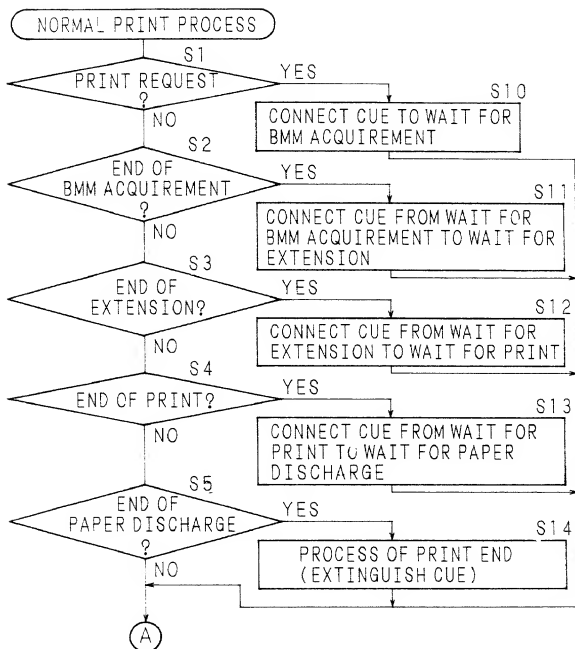 NORMAL PRINT PROCESS
S1
PRINT REQUEST
?
YES
NO
S10
CONNECT CUE TO WAIT FOR
BMM ACQUIREMENT
S2
END OF
BMM ACQUIREMENT
?
YES
NO
S11
CONNECT CUE FROM WAIT FOR
BMM ACQUIREMENT TO WAIT FOR
EXTENSION
S3
END OF
EXTENSION?
YES
NO
S12
CONNECT CUE FROM WAIT FOR
EXTENSION TO WAIT FOR PRINT
S4
END OF PRINT?
YES
NO
S13
CONNECT CUE FROM WAIT FOR
PRINT TO WAIT FOR PAPER
DISCHARGE
S5
END OF
PAPER DISCHARGE
?
YES
NO
S14
PROCESS OF PRINT END
(EXTINGUISH CUE)
A